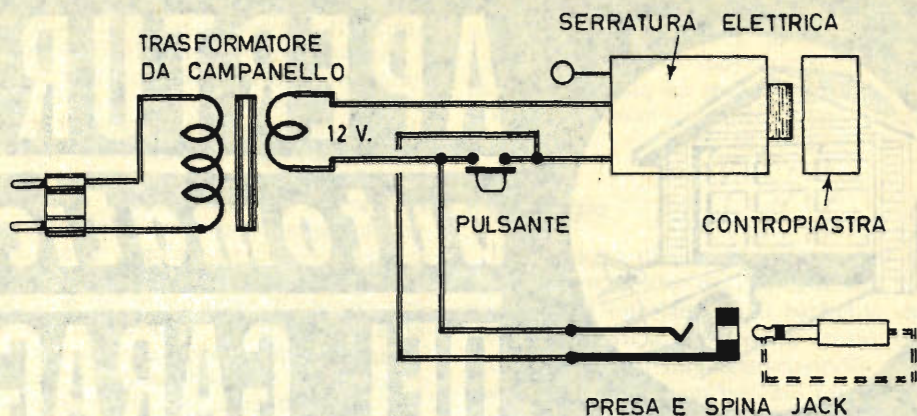 SERRATURA ELETTRICA
TRASFORMATORE
DA CAMPANELLO
12 V.
PULSANTE
CONTROPIASTRA
PRESA E SPINA JACK